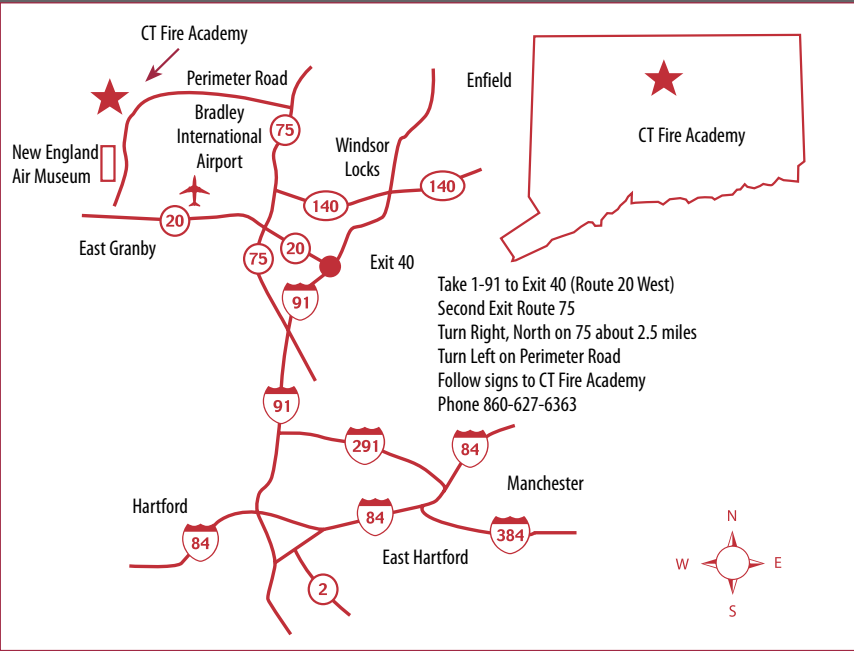 CT Fire Academy
Perimeter Road
Enfield
Bradley
International
Airport
75
Windsor
Locks
New England
Air Museum
CT Fire Academy
140
140
20
East Granby
20
75
Exit 40
91
Take 1-91 to Exit 40 (Route 20 West)
Second Exit Route 75
Turn Right, North on 75 about 2.5 miles
Turn Left on Perimeter Road
Follow signs to CT Fire Academy
Phone 860-627-6363
91
291
84
Manchester
Hartford
84
84
384
East Hartford
2
N
W
E
S